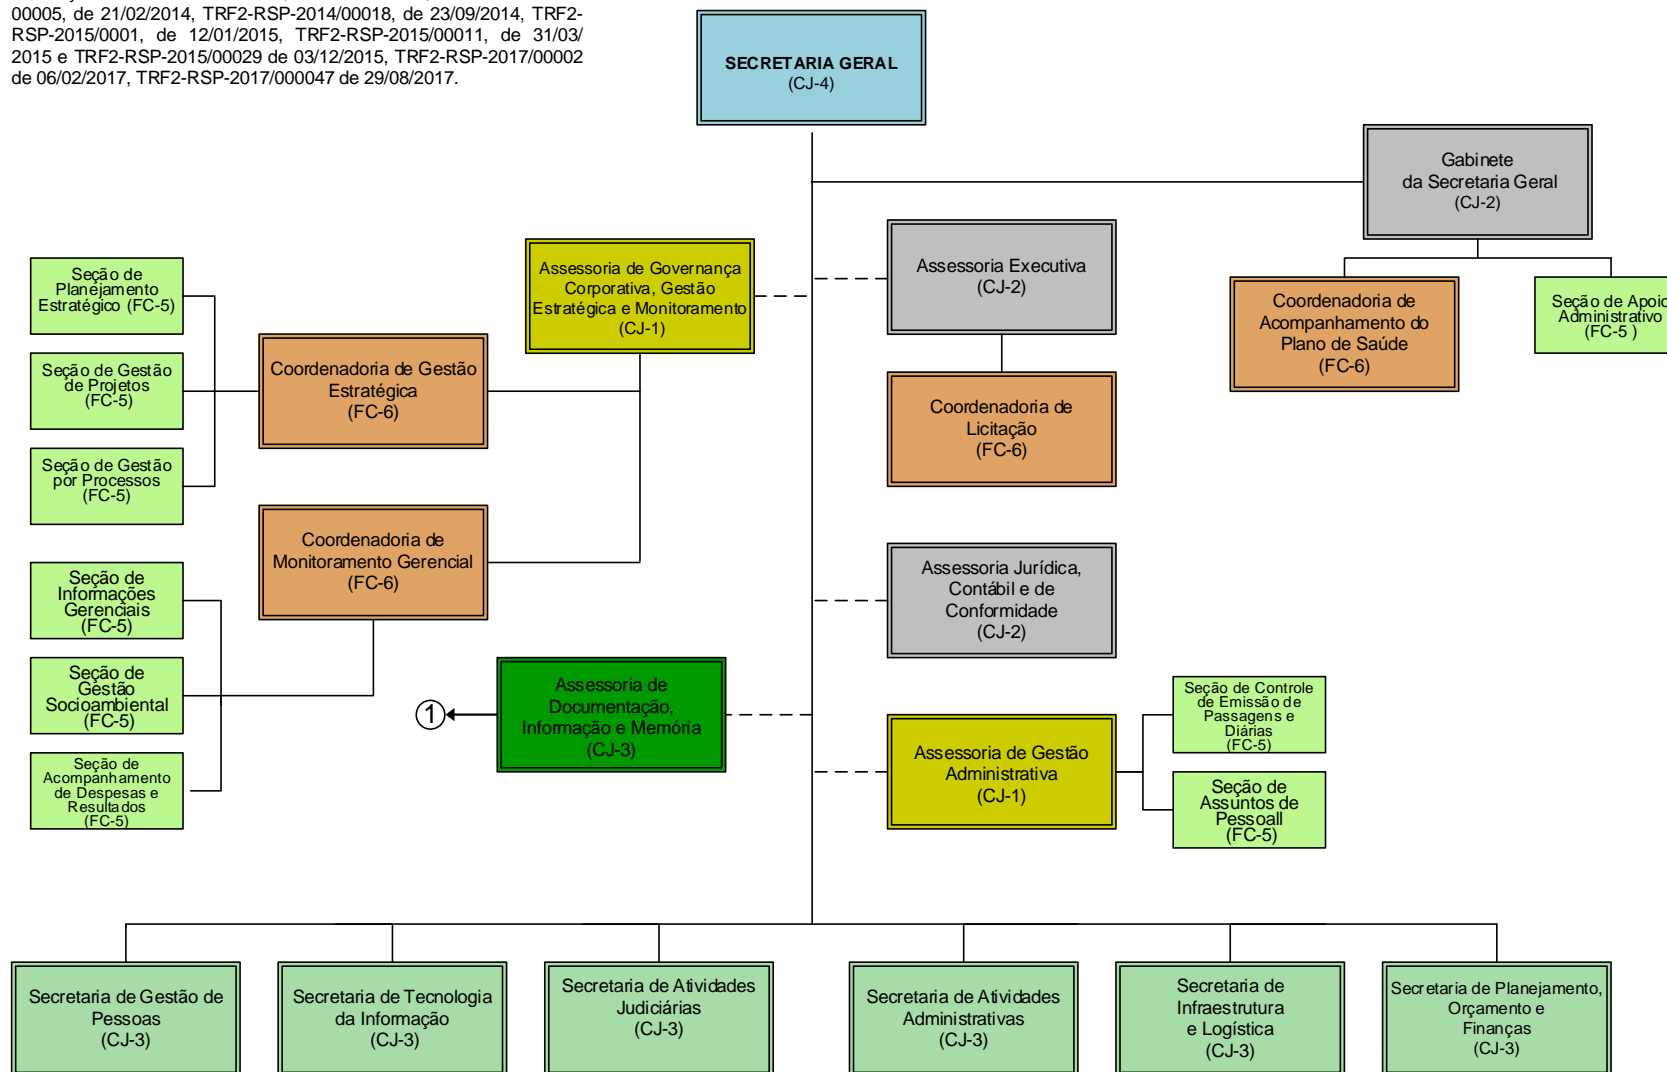 00005, de 21/02/2014, TRF2-RSP-2014/00018, de 23/09/2014, TRF2-
RSP-2015/0001, de 12/01/2015, TRF2-RSP-2015/00011, de 31/03/
2015 e TRF2-RSP-2015/00029 de 03/12/2015, TRF2-RSP-2017/00002
de 06/02/2017, TRF2-RSP-2017/000047 de 29/08/2017.
SECRETARIA GERAL
(CJ-4)
Gabinete
da Secretaria Geral
(CJ-2)
Assessoria de Governança
Corporativa, Gestão
Estratégica e Monitoramento
(CJ-1)
Assessoria Executiva
(CJ-2)
Coordenadoria de
Acompanhamento do
Plano de Saúde
(FC-6)
Seção de Apoio
Administrativo
(FC-5 )
Seção de
Planejamento
Estratégico (FC-5)
Seção de Gestão
de Projetos
(FC-5)
Seção de Gestão
por Processos
(FC-5)
Coordenadoria de Gestão
Estratégica
(FC-6)
Coordenadoria de
Licitação
(FC-6)
Coordenadoria de
Monitoramento Gerencial
(FC-6)
Assessoria Jurídica,
Contábil e de
Conformidade
(CJ-2)
Seção de
Informações
Gerenciais
(FC-5)
Seção de
Gestão
Socioambiental
(FC-5)
Seção de
Acompanhamento
de Despesas e
Resultados
(FC-5)
1
Assessoria de
Documentação,
Informação e Memória
(CJ-3)
Assessoria de Gestão
Administrativa
(CJ-1)
Seção de Controle
de Emissão de
Passagens e
Diárias
(FC-5)
Seção de
Assuntos de
Pessoall
(FC-5)
Secretaria de Gestão de
Pessoas
(CJ-3)
Secretaria de Tecnologia
da Informação
(CJ-3)
Secretaria de Atividades
Judiciárias
(CJ-3)
Secretaria de Atividades
Administrativas
(CJ-3)
Secretaria de
Infraestrutura
e Logística
(CJ-3)
Secretaria de Planejamento,
Orçamento e
Finanças
(CJ-3)